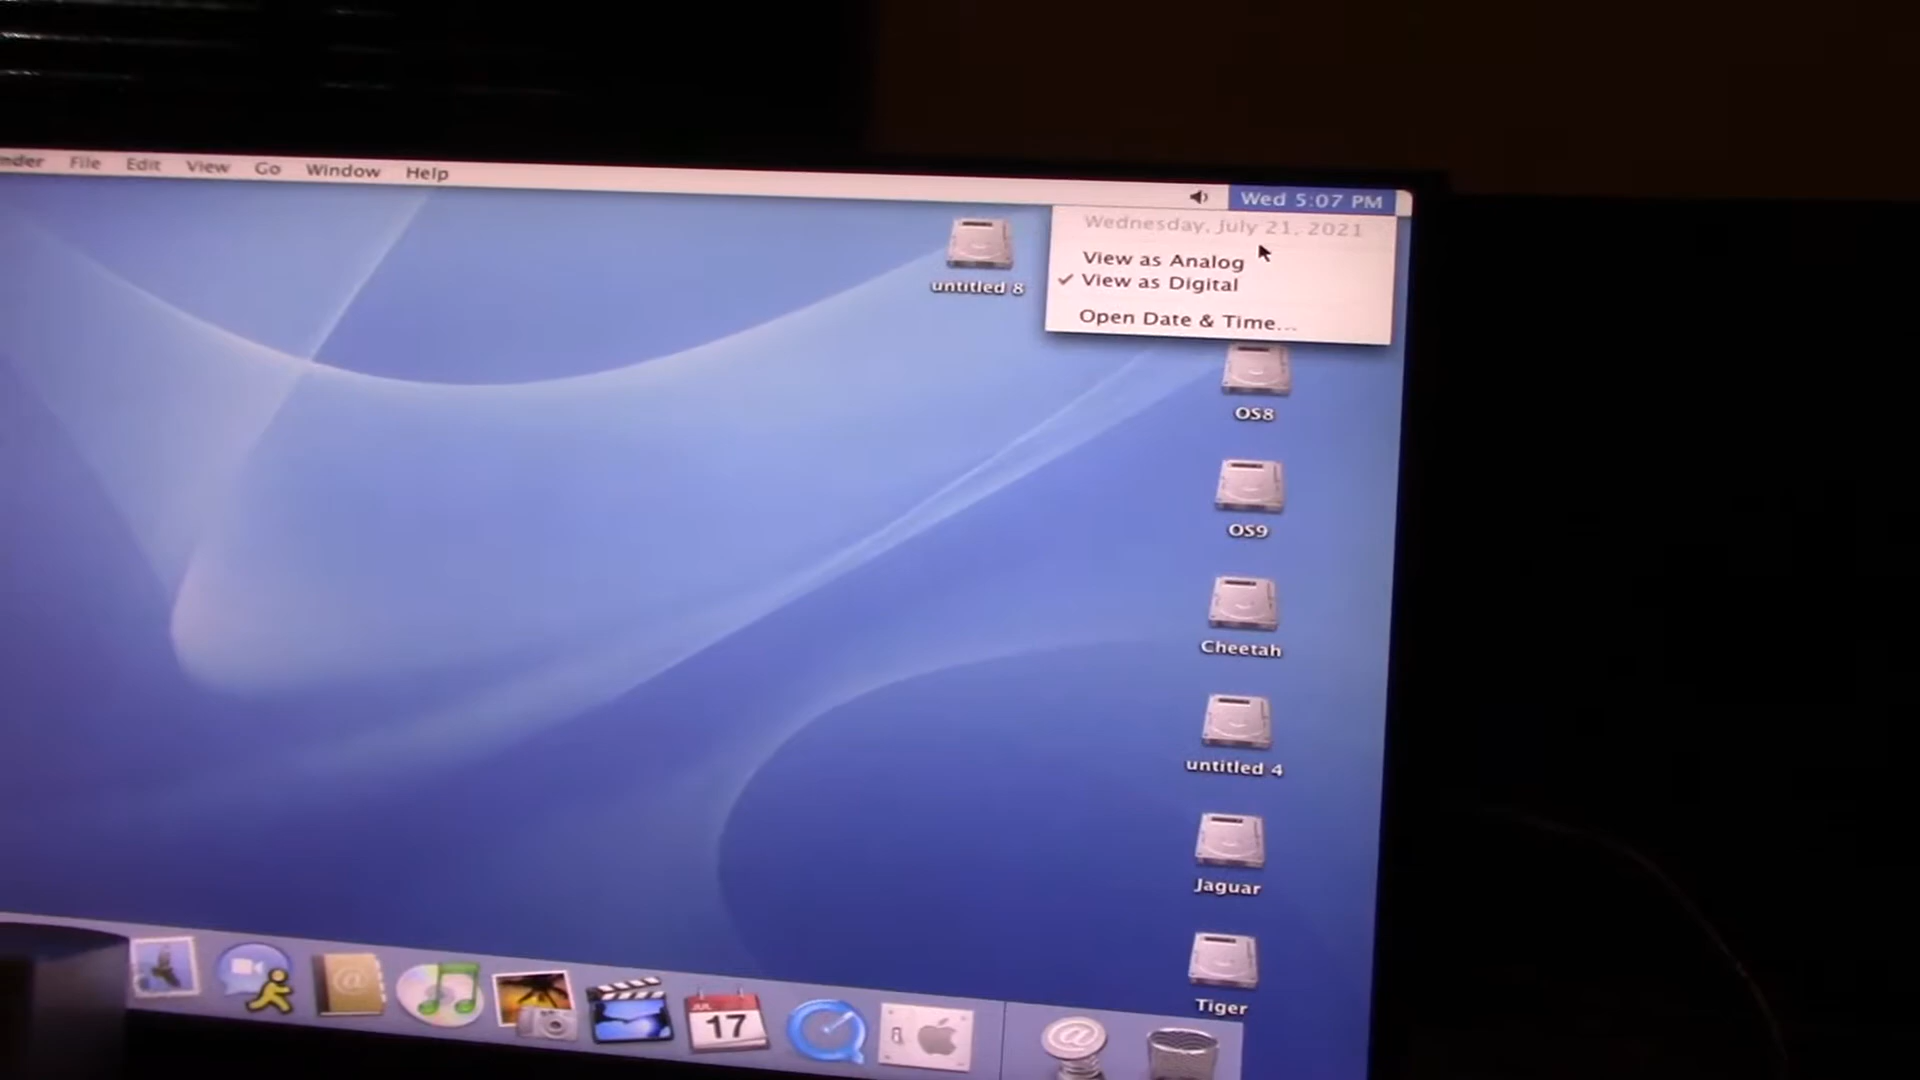 nder File Edit View Go Window Help
Wed 5:07 PM
Wednesday, July 21, 2021
View as Analog
✓ View as Digital
Open Date & Time...
untitled 8
OS8
OS9
Cheetah
untitled 4
Jaguar
Tiger
JUL
17